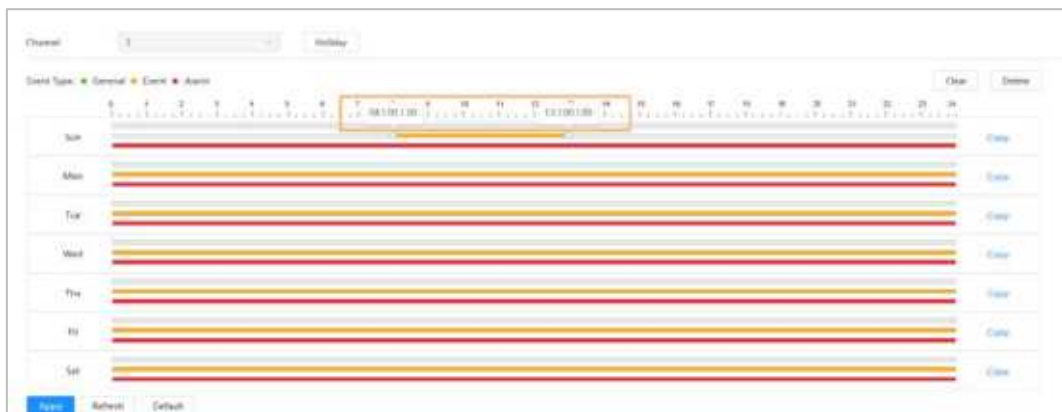 Channel 1 Holiday
Event Type: General Event Alarm Clear Delete
0 1 2 3 4 5 6 7 9 10 11 12 14 15 16 17 18 19 20 21 22 23 24
Sun Copy
Mon Copy
Tue Copy
Wed Copy
Thu Copy
Fri Copy
Sat Copy
Apply Refresh Default